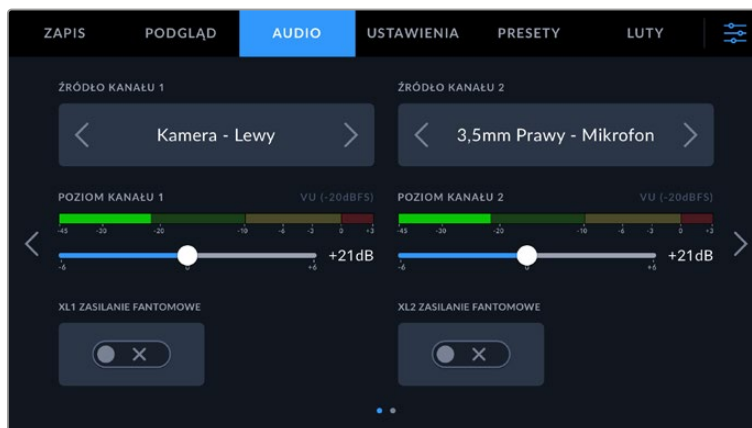 ZAPIS PODGLĄD AUDIO USTAWIENIA PRESETY LUTY
ŹRÓDŁO KANAŁU 1 ŹRÓDŁO KANAŁU 2
Kamera - Lewy 3,5mm Prawy - Mikrofon
POZIOM KANAŁU 1 VU (-20dBFS) POZIOM KANAŁU 2 VU (-20dBFS)
-45 -30 -20 -10 -6 -3 0 +3 -45 -30 -20 -10 -6 -3 0 +3
+21dB +21dB
-6 0 +6 -6 0 +6
XL1 ZASILANIE FANTOMOWE XL2 ZASILANIE FANTOMOWE